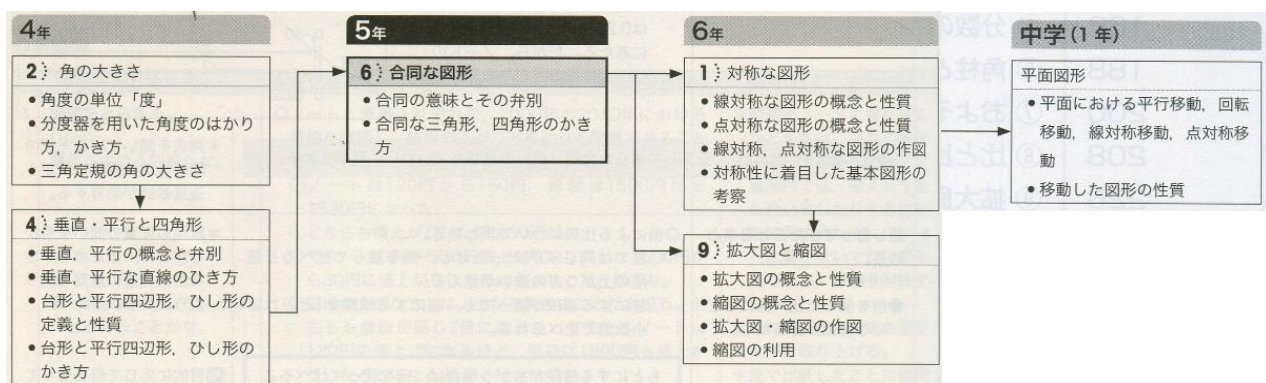 4年
2 角の大きさ
• 角度の単位「度」
• 分度器を用いた角度のはかり
方，かき方
• 三角定規の角の大きさ
4 垂直・平行と四角形
• 垂直，平行の概念と弁別
• 垂直，平行な直線のひき方
• 台形と平行四辺形，ひし形の
定義と性質
• 台形と平行四辺形，ひし形の
かき方
5年
6 合同な図形
• 合同の意味とその弁別
• 合同な三角形，四角形のかき
方
6年
1 対称な図形
• 線対称な図形の概念と性質
• 点対称な図形の概念と性質
• 線対称，点対称な図形の作図
• 対称性に着目した基本図形の
考察
9 拡大図と縮図
• 拡大図の概念と性質
• 縮図の概念と性質
• 拡大図・縮図の作図
• 縮図の利用
中学(1年)
平面図形
• 平面における平行移動，回転
移動，線対称移動，点対称移
動
• 移動した図形の性質